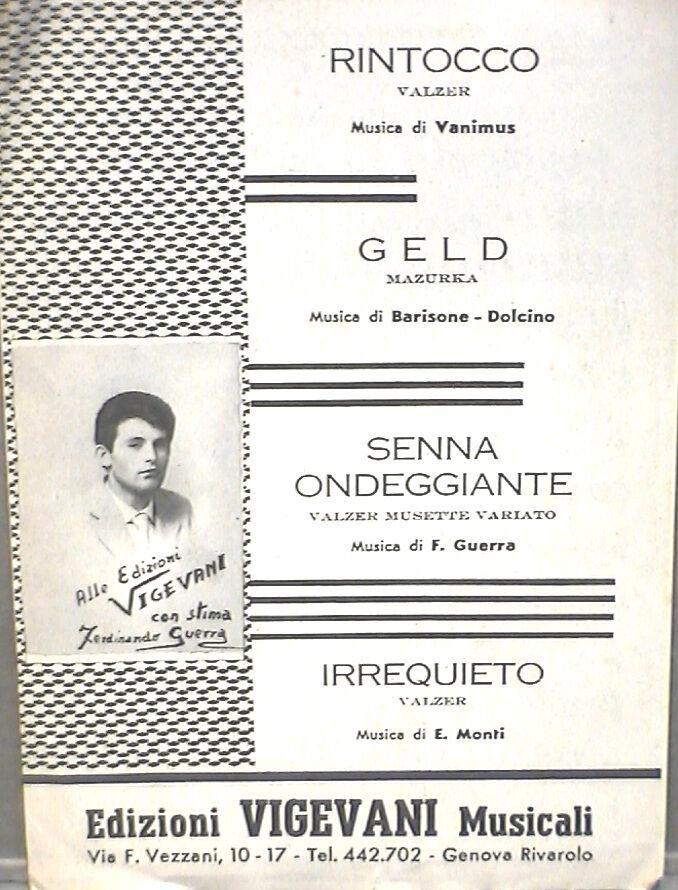 RINTOCCO
VALZER
Musica di Vanimus
GELD
MAZURKA
Musica di Barisone - Dolcino
SENNA
ONDEGGIANTE
VALZER MUSETTE VARIATO
Musica di F. Guerra
Alle Edizioni
VIGEVANI
con stima
Ferdinando Guerra
IRREQUIETO
VALZER
Musica di E. Monti
Edizioni VIGEVANI Musicali
Via F. Vezzani, 10 - 17 - Tel. 442.702 - Genova Rivarolo